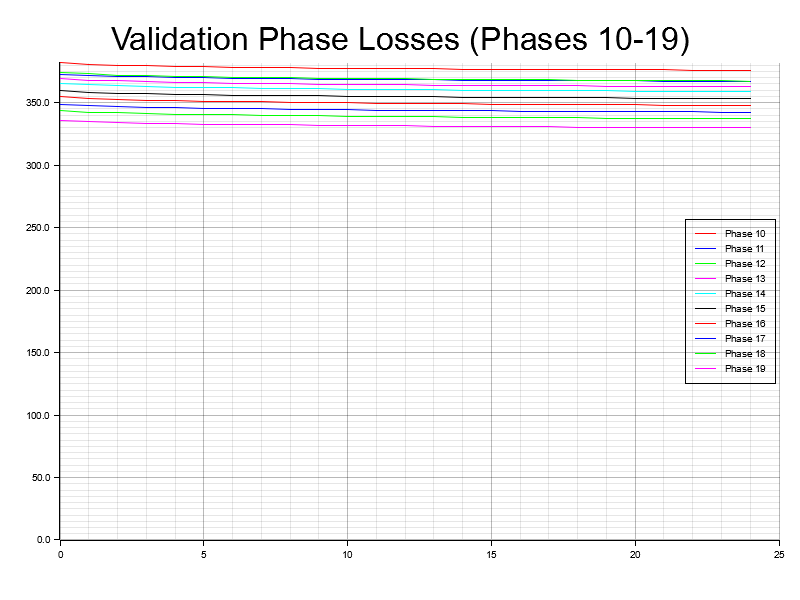 Validation Phase Losses (Phases 10-19)
350.0
300.0
250.0
200.0
150.0
100.0
50.0
0.0
0 5 10 15 20 25
Phase 10
Phase 11
Phase 12
Phase 13
Phase 14
Phase 15
Phase 16
Phase 17
Phase 18
Phase 19